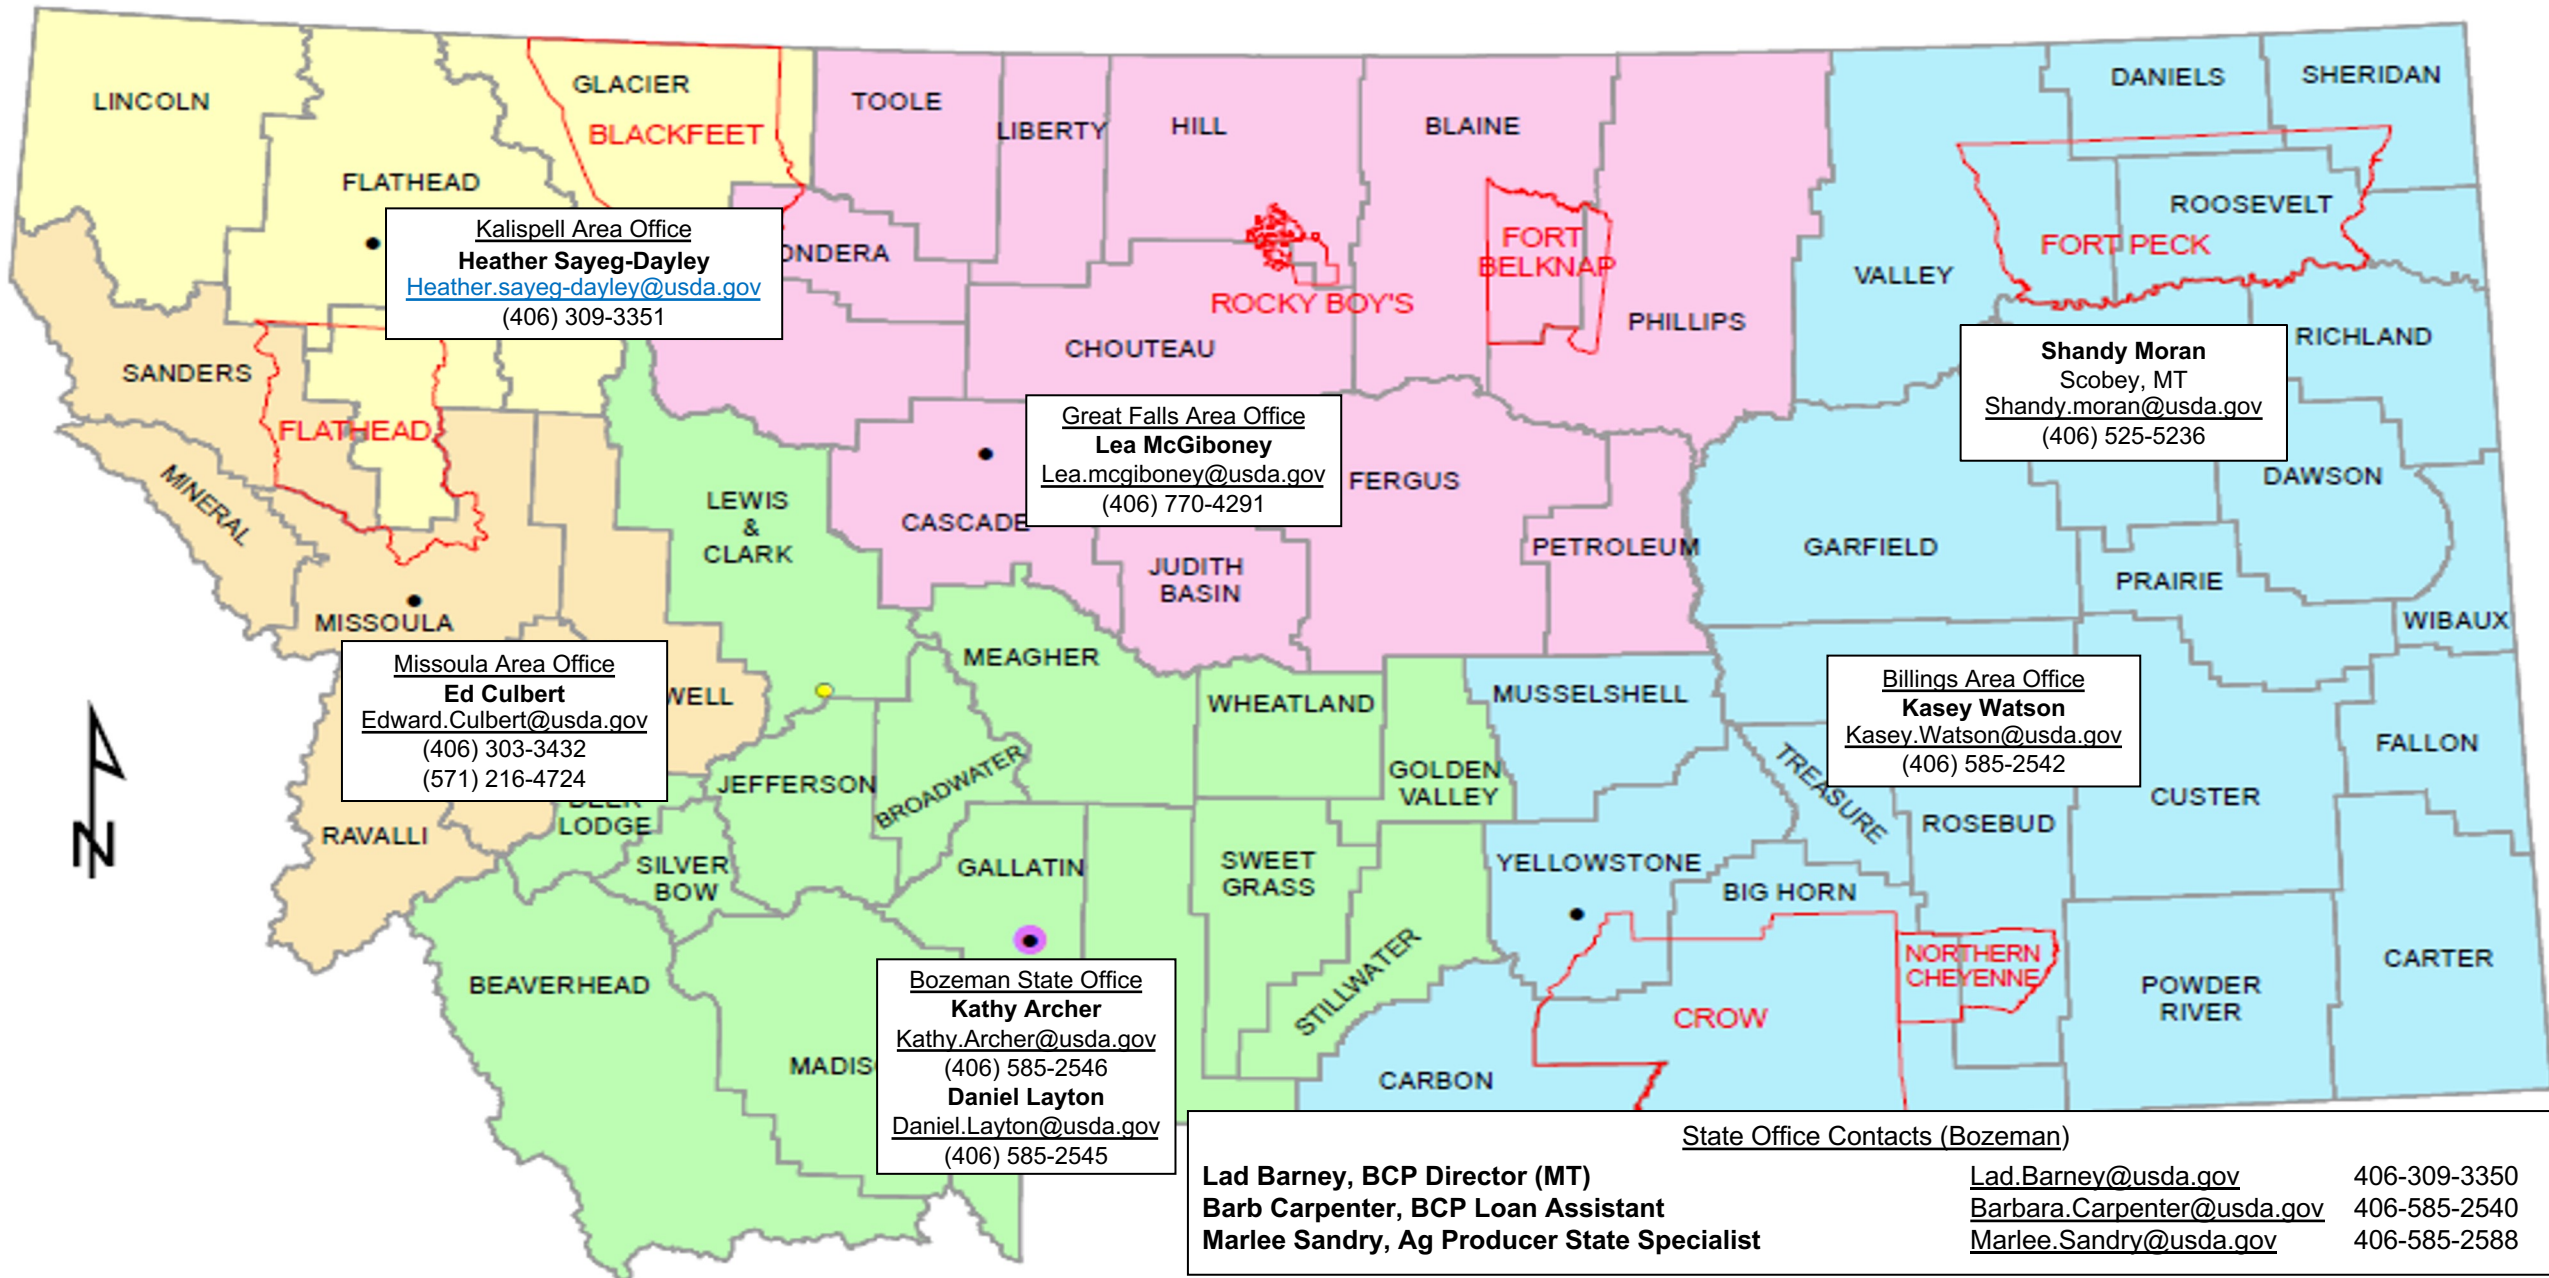 LINCOLN
FLATHEAD
GLACIER
BLACKFEET
TOOLE
LIBERTY
HILL
BLAINE
PHILLIPS
VALLEY
DANIELS
SHERIDAN
ROOSEVELT
FORT PECK
RICHLAND
ONDERA
CHOUTEAU
ROCKY BOY'S
FORT
BELKNAP
Kalispell Area Office
Heather Sayeg-Dayley
Heather.sayeg-dayley@usda.gov
(406) 309-3351
SANDERS
FLATHEAD
MINERAL
MISSOULA
Great Falls Area Office
Lea McGiboney
Lea.mcgiboney@usda.gov
(406) 770-4291
Shandy Moran
Scobey, MT
Shandy.moran@usda.gov
(406) 525-5236
LEWIS
&
CLARK
CASCADE
JUDITH
BASIN
FERGUS
PETROLEUM
GARFIELD
DAWSON
PRAIRIE
WIBAUX
Missoula Area Office
Ed Culbert
Edward.Culbert@usda.gov
(406) 303-3432
(571) 216-4724
WELL
MEAGHER
WHEATLAND
MUSSELSHELL
Billings Area Office
Kasey Watson
Kasey.Watson@usda.gov
(406) 585-2542
FALLON
N
RAVALLI
DEER
LODGE
SILVER
BOW
JEFFERSON
BROADWATER
GALLATIN
GOLDEN
VALLEY
SWEET
GRASS
STILLWATER
YELLOWSTONE
TREASURE
ROSEBUD
CUSTER
BIG HORN
NORTHERN
CHEYENNE
CROW
POWDER
RIVER
CARTER
BEAVERHEAD
MADIS
CARBON
Bozeman State Office
Kathy Archer
Kathy.Archer@usda.gov
(406) 585-2546
Daniel Layton
Daniel.Layton@usda.gov
(406) 585-2545
State Office Contacts (Bozeman)
Lad Barney, BCP Director (MT) Lad.Barney@usda.gov 406-309-3350
Barb Carpenter, BCP Loan Assistant Barbara.Carpenter@usda.gov 406-585-2540
Marlee Sandry, Ag Producer State Specialist Marlee.Sandry@usda.gov 406-585-2588